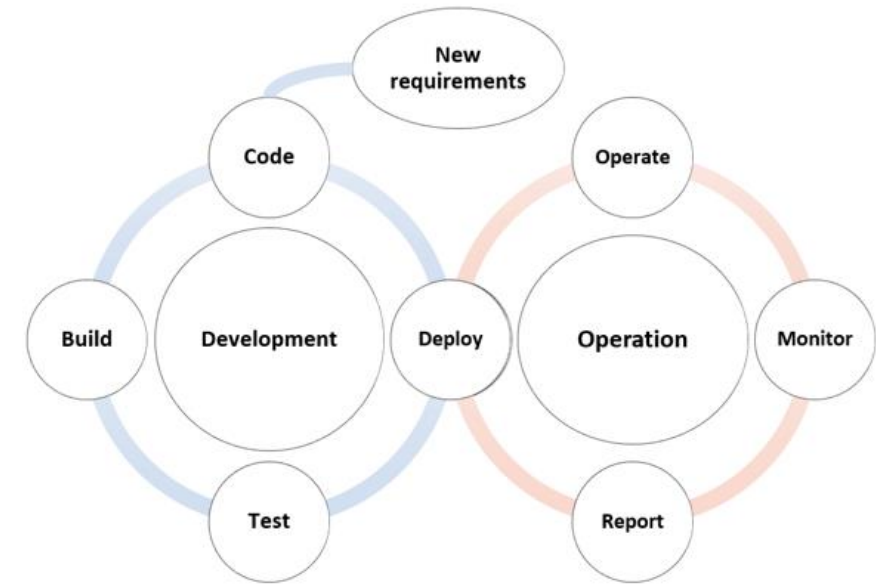 New
requirements
Code
Operate
Build
Development
Deploy
Operation
Monitor
Test
Report